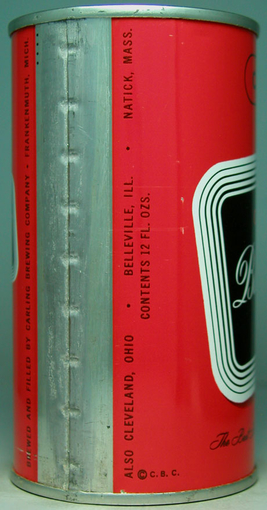 BREWED AND FILLED BY CARLING BREWING COMPANY - FRANKENMUTH, MICH.
ALSO CLEVELAND, OHIO • BELLEVILLE, ILL. • NATICK, MASS.
CONTENTS 12 FL. OZS.
© C. B. C.
B
The